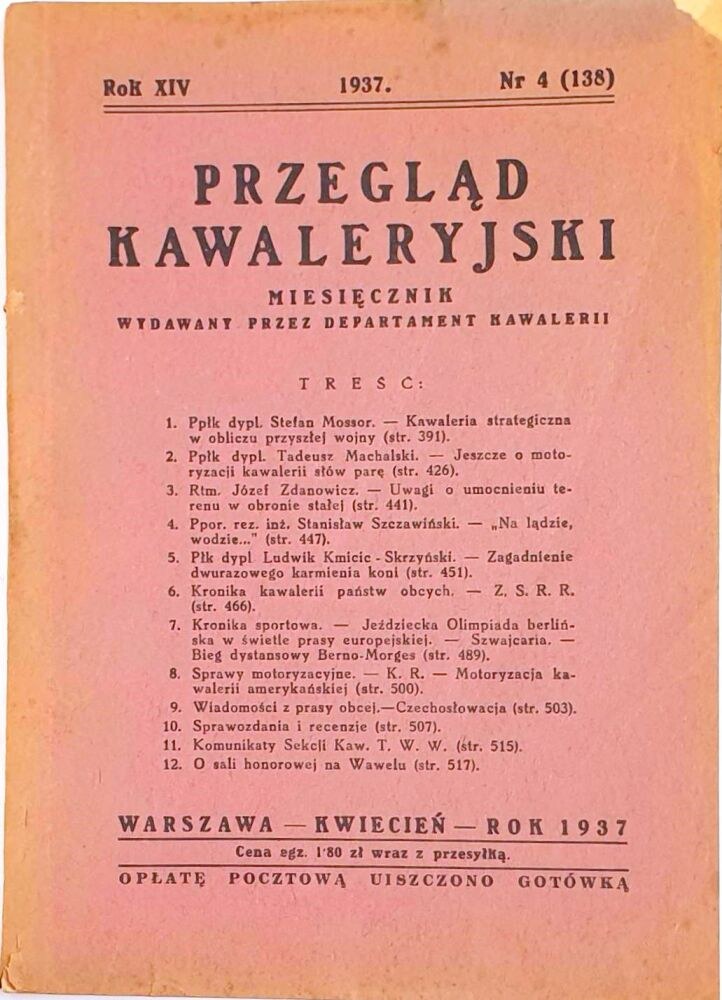 Rok XIV 1937. Nr 4 (138)
PRZEGLĄD
KAWALERYJSKI
MIESIĘCZNIK
WYDAWANY PRZEZ DEPARTAMENT KAWALERII
TREŚĆ:
1. Ppłk dypl. Stefan Mossor. — Kawaleria strategiczna
w obliczu przyszłej wojny (str. 391).
2. Ppłk dypl. Tadeusz Machalski. — Jeszcze o moto-
ryzacji kawalerii słów parę (str. 426).
3. Rtm. Józef Zdanowicz. — Uwagi o umocnieniu te-
renu w obronie stałej (str. 441).
4. Ppor. rez. inż. Stanisław Szczawiński. — „Na lądzie,
wodzie..." (str. 447).
5. Płk dypl Ludwik Kmicic - Skrzyński. — Zagadnienie
dwurazowego karmienia koni (str. 451).
6. Kronika kawalerii państw obcych. — Z. S. R. R.
(str. 466).
7. Kronika sportowa. — Jeździecka Olimpiada berliń-
ska w świetle prasy europejskiej. — Szwajcaria. —
Bieg dystansowy Berno-Morges (str. 489).
8. Sprawy motoryzacyjne. — K. R. — Motoryzacja ka-
walerii amerykańskiej (str. 500).
9. Wiadomości z prasy obcej.—Czechosłowacja (str. 503).
10. Sprawozdania i recenzje (str. 507).
11. Komunikaty Sekcji Kaw. T. W. W. (str. 515).
12. O sali honorowej na Wawelu (str. 517).
WARSZAWA — KWIECIEŃ — ROK 1937
Cena egz. 1·80 zł wraz z przesyłką.
OPŁATĘ POCZTOWĄ UISZCZONO GOTÓWKĄ